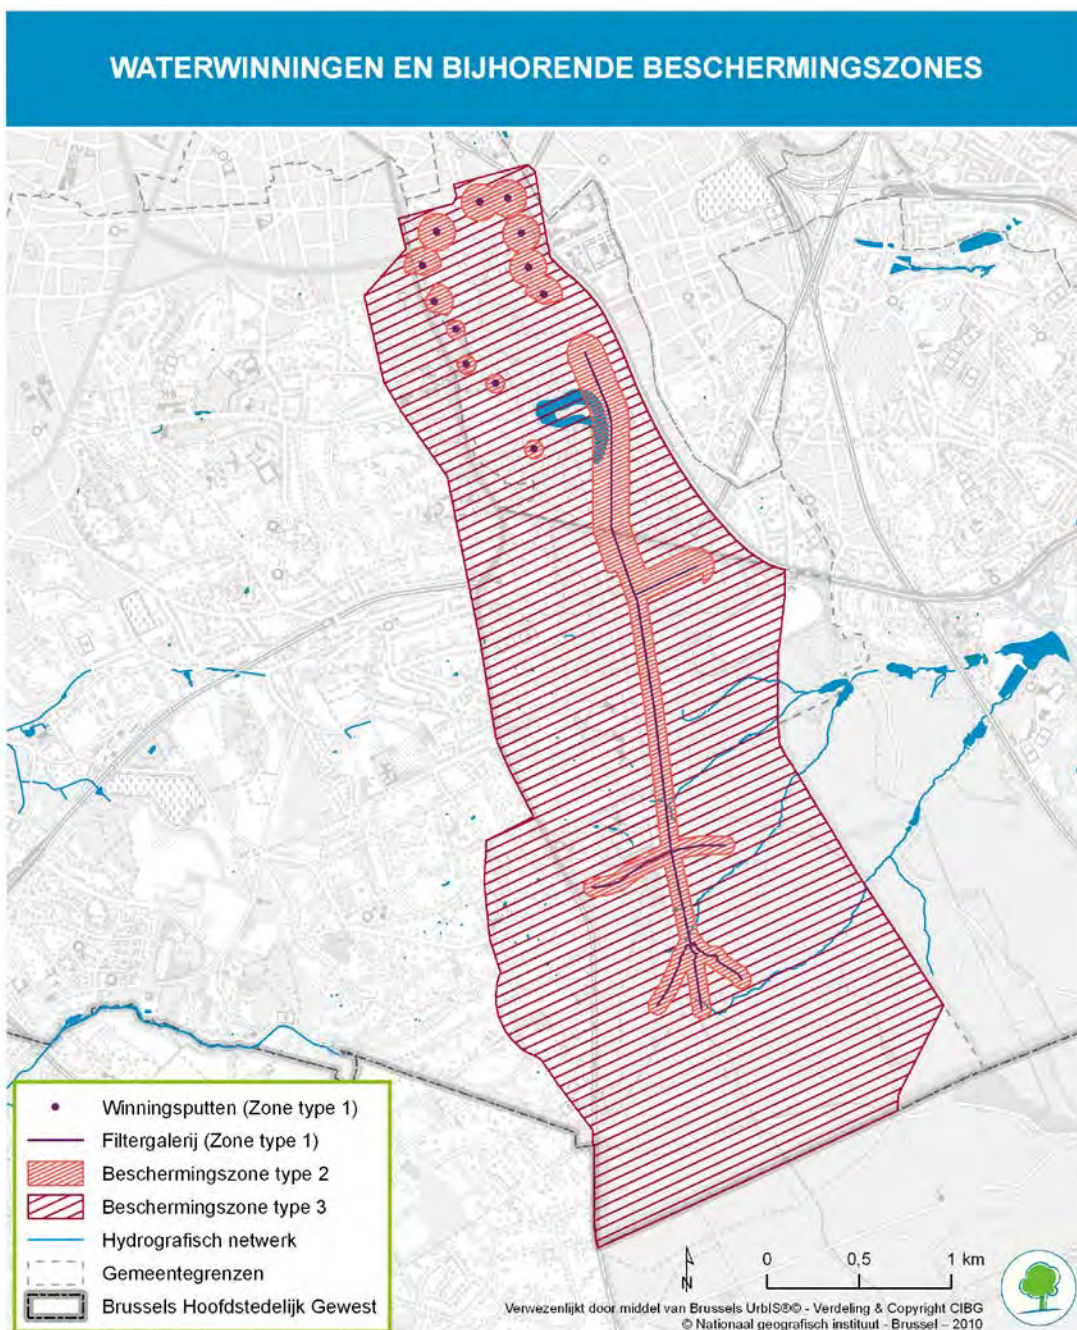 WATERWINNINGEN EN BIJHORENDE BESCHERMINGSZONES
Winningsputten (Zone type 1)
Filtergalerij (Zone type 1)
Beschermingszone type 2
Beschermingszone type 3
Hydrografisch netwerk
Gemeentegrenzen
Brussels Hoofdstedelijk Gewest
N
0 0,5 1 km
Verwezenlijkt door middel van Brussels UrbIS®© - Verdeling & Copyright CIBG
© Nationaal geografisch instituut - Brussel – 2010